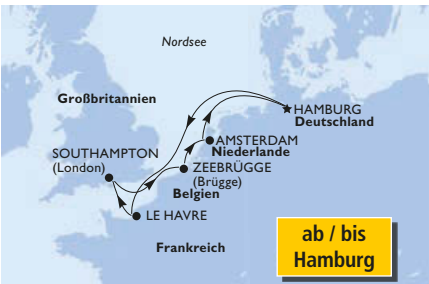 Nordsee
Großbritannien
HAMBURG
Deutschland
SOUTHAMPTON
(London)
AMSTERDAM
Niederlande
ZEEBRÜGGE
(Brügge)
Belgien
LE HAVRE
Frankreich
ab / bis
Hamburg